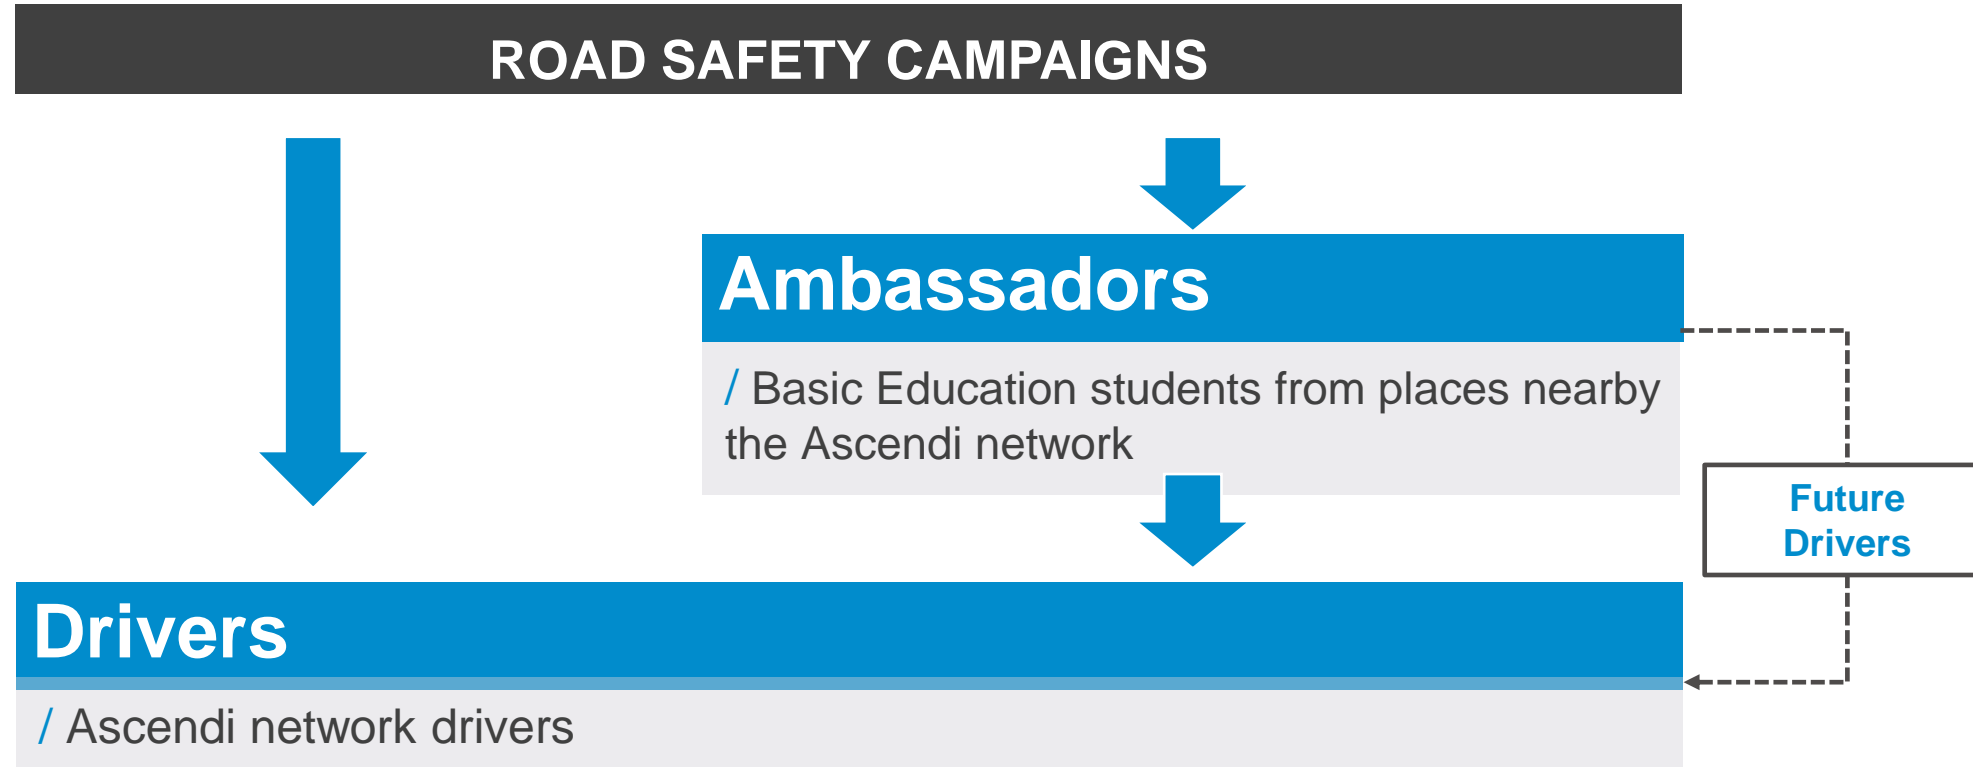 ROAD SAFETY CAMPAIGNS
Ambassadors
/ Basic Education students from places nearby
the Ascendi network
Future
Drivers
Drivers
/ Ascendi network drivers